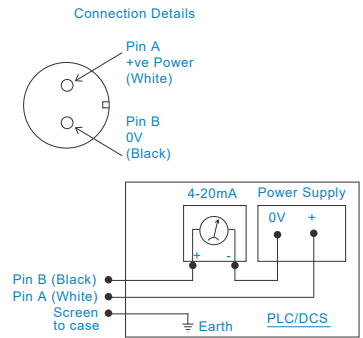 Connection Details
Pin A
+ve Power
(White)
Pin B
0V
(Black)
4-20mA
Power Supply
0V +
+ -
Pin B (Black)
Pin A (White)
Screen
to case
Earth
PLC/DCS